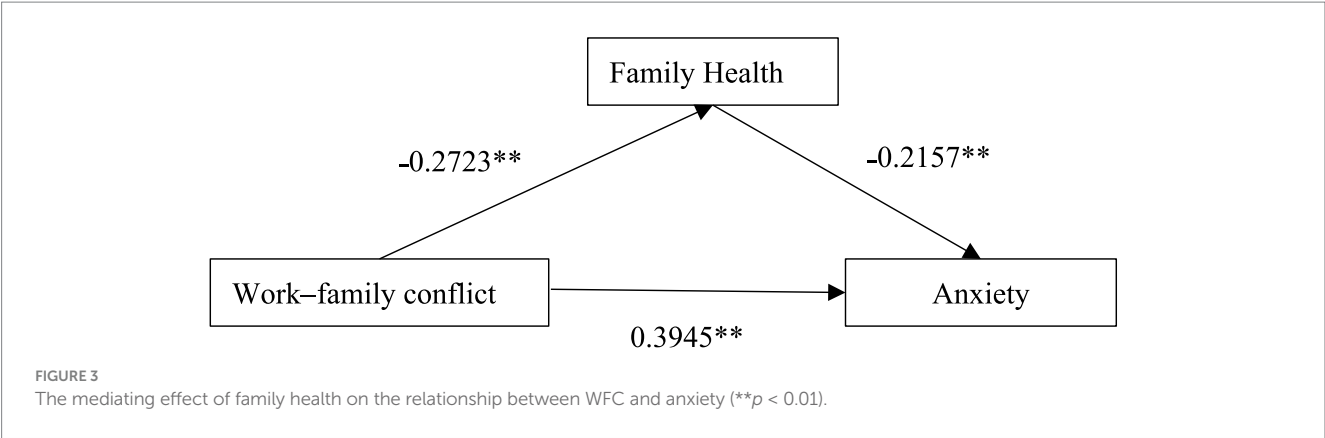 Family Health
-0.2723**
-0.2157**
Work–family conflict
Anxiety
0.3945**
FIGURE 3
The mediating effect of family health on the relationship between WFC and anxiety (**p < 0.01).